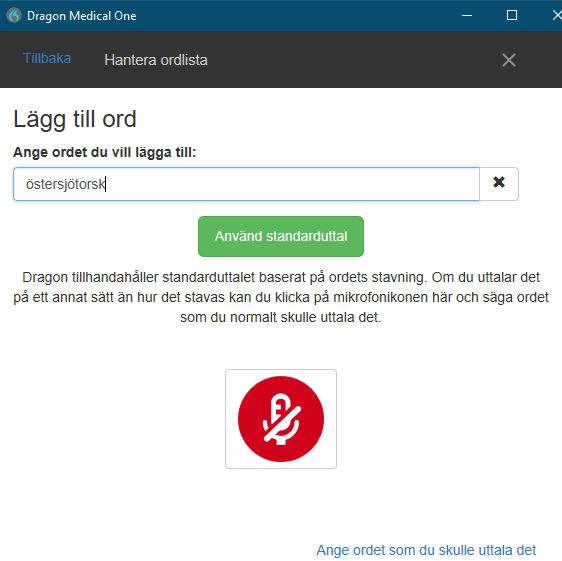 Dragon Medical One
Tillbaka
Hantera ordlista
Lägg till ord
Ange ordet du vill lägga till:
östersjötorsk
Använd standarduttal
Dragon tillhandahåller standarduttalet baserat på ordets stavning. Om du uttalar det
på ett annat sätt än hur det stavas kan du klicka på mikrofonikonen här och säga ordet
som du normalt skulle uttala det.
Ange ordet som du skulle uttala det